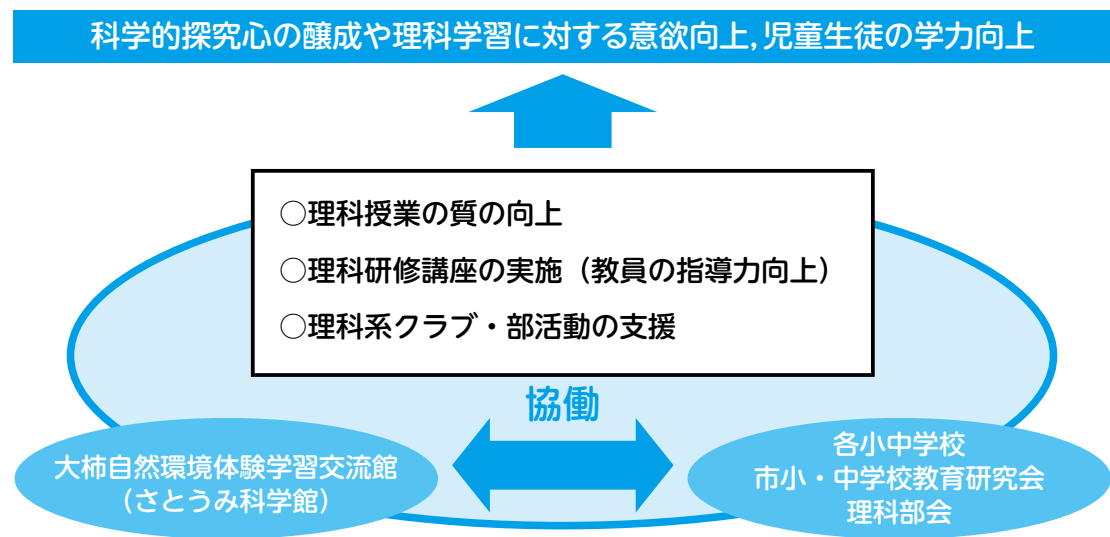 科学的探究心の醸成や理科学習に対する意欲向上,児童生徒の学力向上
○理科授業の質の向上
○理科研修講座の実施（教員の指導力向上）
○理科系クラブ・部活動の支援
協働
大柿自然環境体験学習交流館
（さとうみ科学館）
各小中学校
市小・中学校教育研究会
理科部会